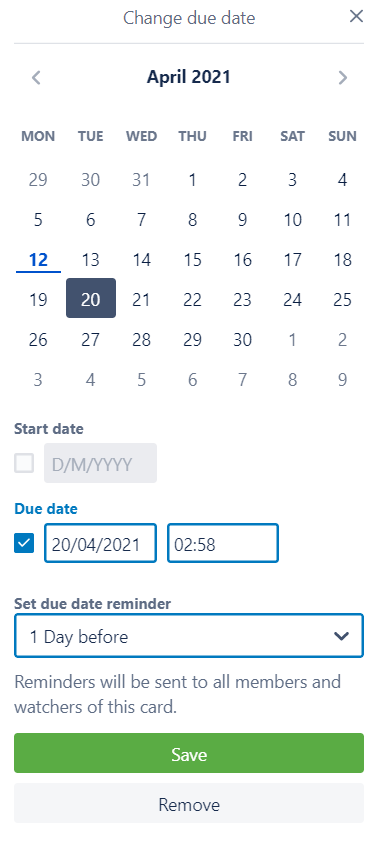 Change due date
April 2021
MON TUE WED THU FRI SAT SUN
29 30 31 1 2 3 4
5 6 7 8 9 10 11
12 13 14 15 16 17 18
19 20 21 22 23 24 25
26 27 28 29 30 1 2
3 4 5 6 7 8 9
Start date
D/M/YYYY
Due date
20/04/2021 02:58
Set due date reminder
1 Day before
Reminders will be sent to all members and
watchers of this card.
Save
Remove